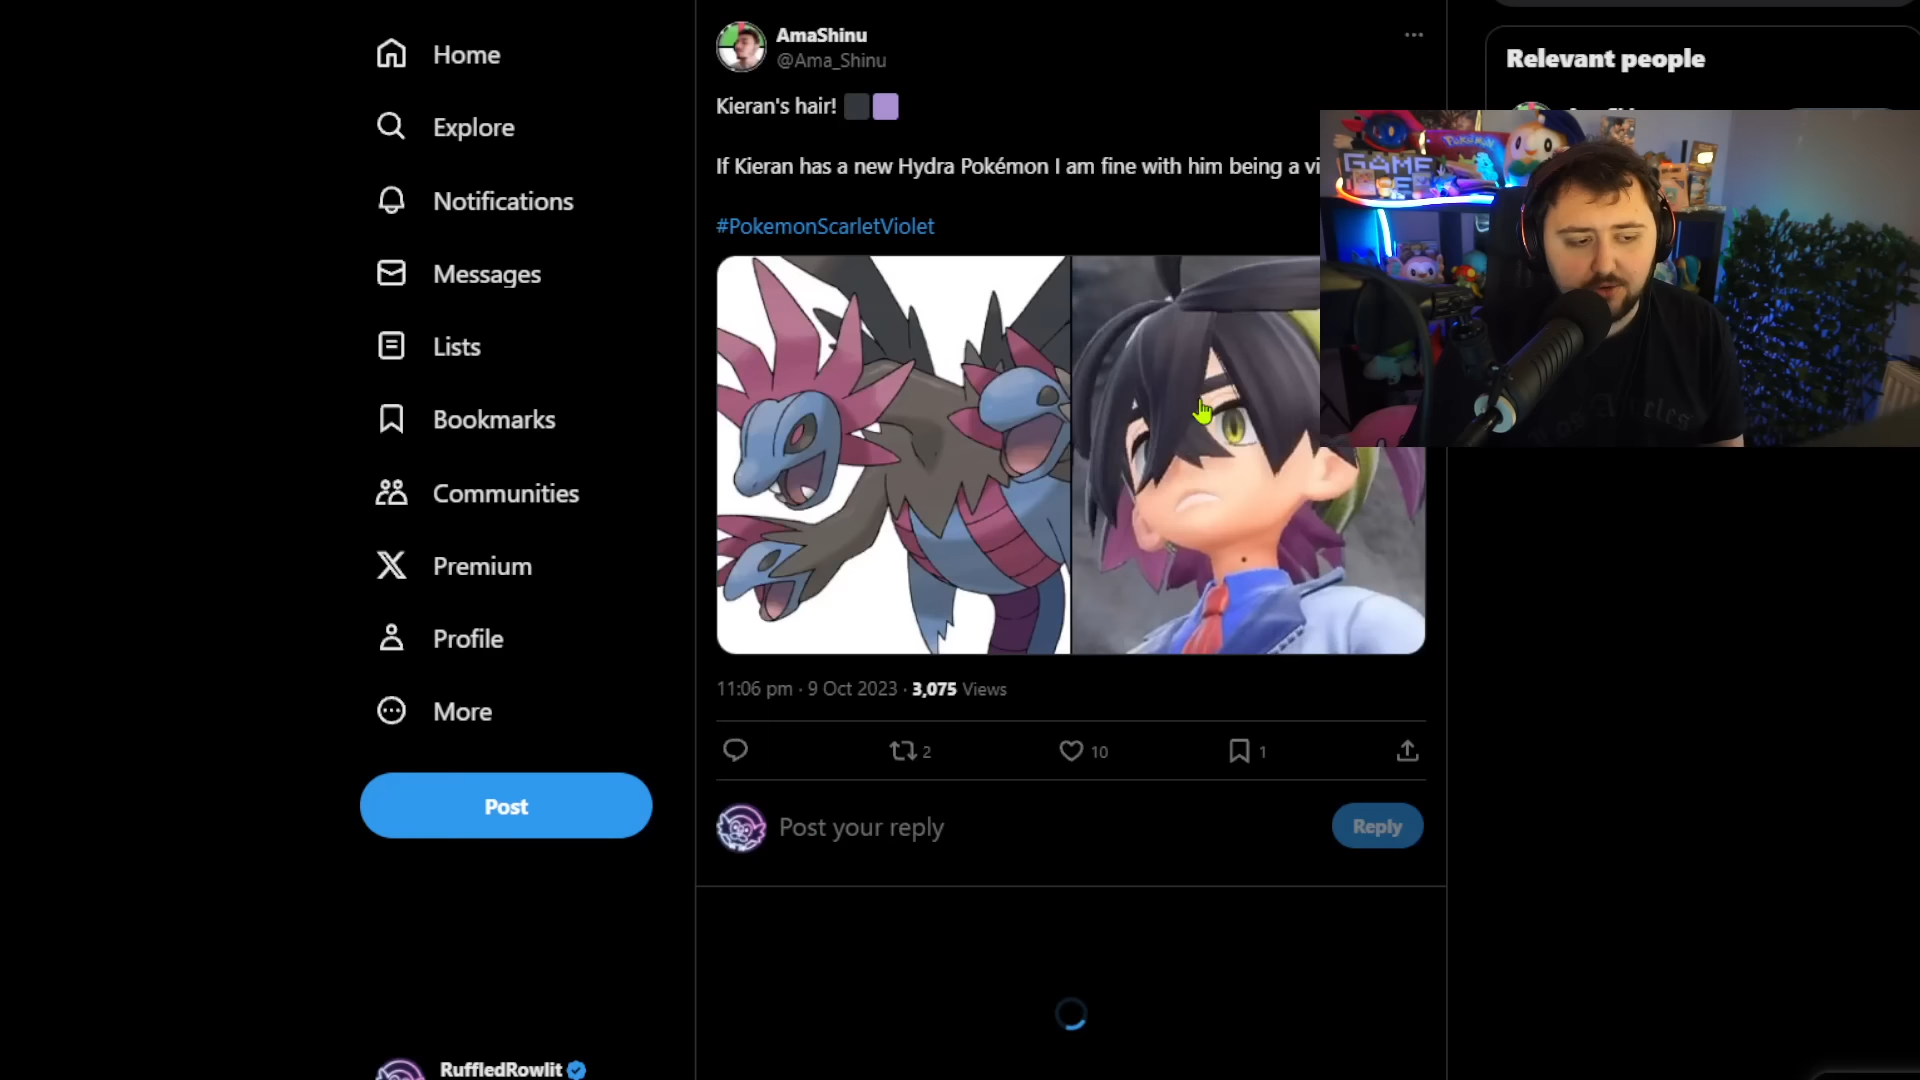 Home
Explore
Notifications
Messages
Lists
Bookmarks
Communities
Premium
Profile
More
Post
RuffledRowlit
AmaShinu
@Ama_Shinu
Kieran's hair!
If Kieran has a new Hydra Pokémon I am fine with him being a vi
#PokemonScarletViolet
11:06 pm · 9 Oct 2023 · 3,075 Views
2
10
1
Post your reply
Reply
Relevant people
POKéMON
GAME